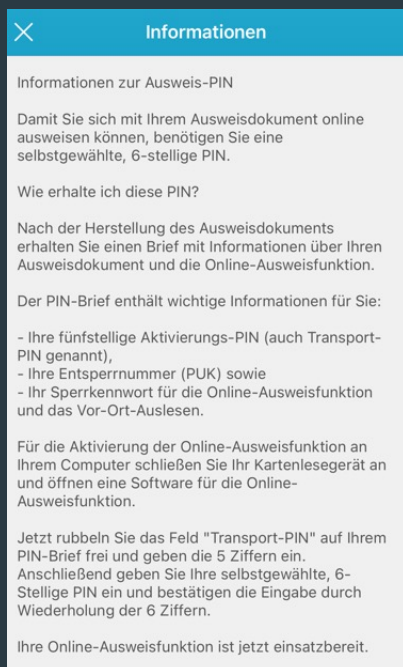 Informationen
Informationen zur Ausweis-PIN
Damit Sie sich mit Ihrem Ausweisdokument online
ausweisen können, benötigen Sie eine
selbstgewählte, 6-stellige PIN.
Wie erhalte ich diese PIN?
Nach der Herstellung des Ausweisdokuments
erhalten Sie einen Brief mit Informationen über Ihren
Ausweisdokument und die Online-Ausweisfunktion.
Der PIN-Brief enthält wichtige Informationen für Sie:
- Ihre fünfstellige Aktivierungs-PIN (auch Transport-
PIN genannt),
- Ihre Entsperrnummer (PUK) sowie
- Ihr Sperrkennwort für die Online-Ausweisfunktion
und das Vor-Ort-Auslesen.
Für die Aktivierung der Online-Ausweisfunktion an
Ihrem Computer schließen Sie Ihr Kartenlesegerät an
und öffnen eine Software für die Online-
Ausweisfunktion.
Jetzt rubbeln Sie das Feld "Transport-PIN" auf Ihrem
PIN-Brief frei und geben die 5 Ziffern ein.
Anschließend geben Sie Ihre selbstgewählte, 6-
Stellige PIN ein und bestätigen die Eingabe durch
Wiederholung der 6 Ziffern.
Ihre Online-Ausweisfunktion ist jetzt einsatzbereit.